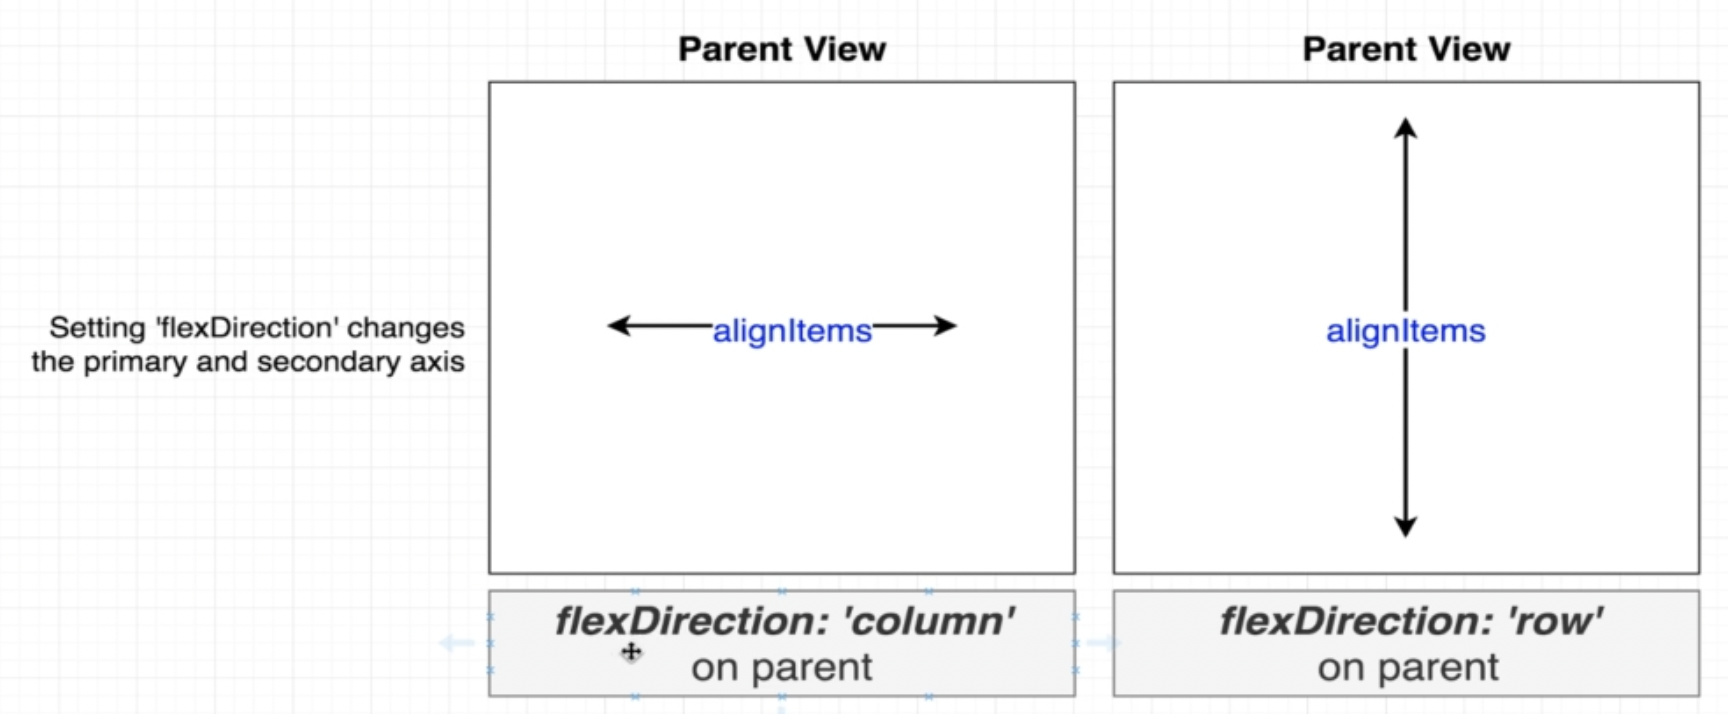 Parent View
Parent View
Setting 'flexDirection' changes
the primary and secondary axis
alignItems
alignItems
flexDirection: 'column'
on parent
flexDirection: 'row'
on parent